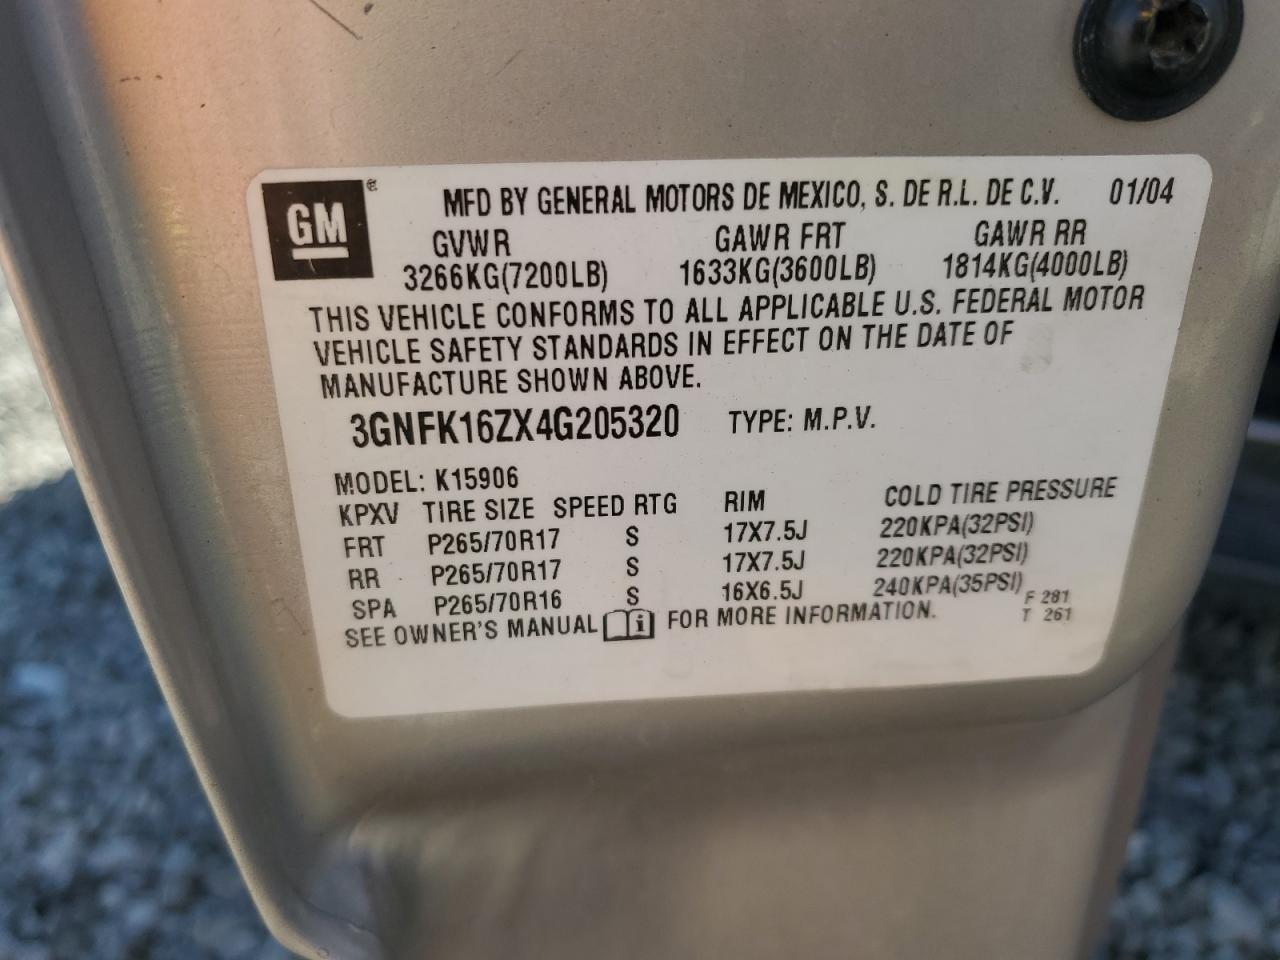 GM® MFD BY GENERAL MOTORS DE MEXICO, S. DE R.L. DE C.V. 01/04
GVWR GAWR FRT GAWR RR
3266KG(7200LB) 1633KG(3600LB) 1814KG(4000LB)
THIS VEHICLE CONFORMS TO ALL APPLICABLE U.S. FEDERAL MOTOR
VEHICLE SAFETY STANDARDS IN EFFECT ON THE DATE OF
MANUFACTURE SHOWN ABOVE.
3GNFK16ZX4G205320 TYPE: M.P.V.
MODEL: K15906
KPXV TIRE SIZE SPEED RTG RIM COLD TIRE PRESSURE
FRT P265/70R17 S 17X7.5J 220KPA(32PSI)
RR P265/70R17 S 17X7.5J 220KPA(32PSI)
SPA P265/70R16 S 16X6.5J 240KPA(35PSI) F 281
SEE OWNER'S MANUAL i FOR MORE INFORMATION. T 261